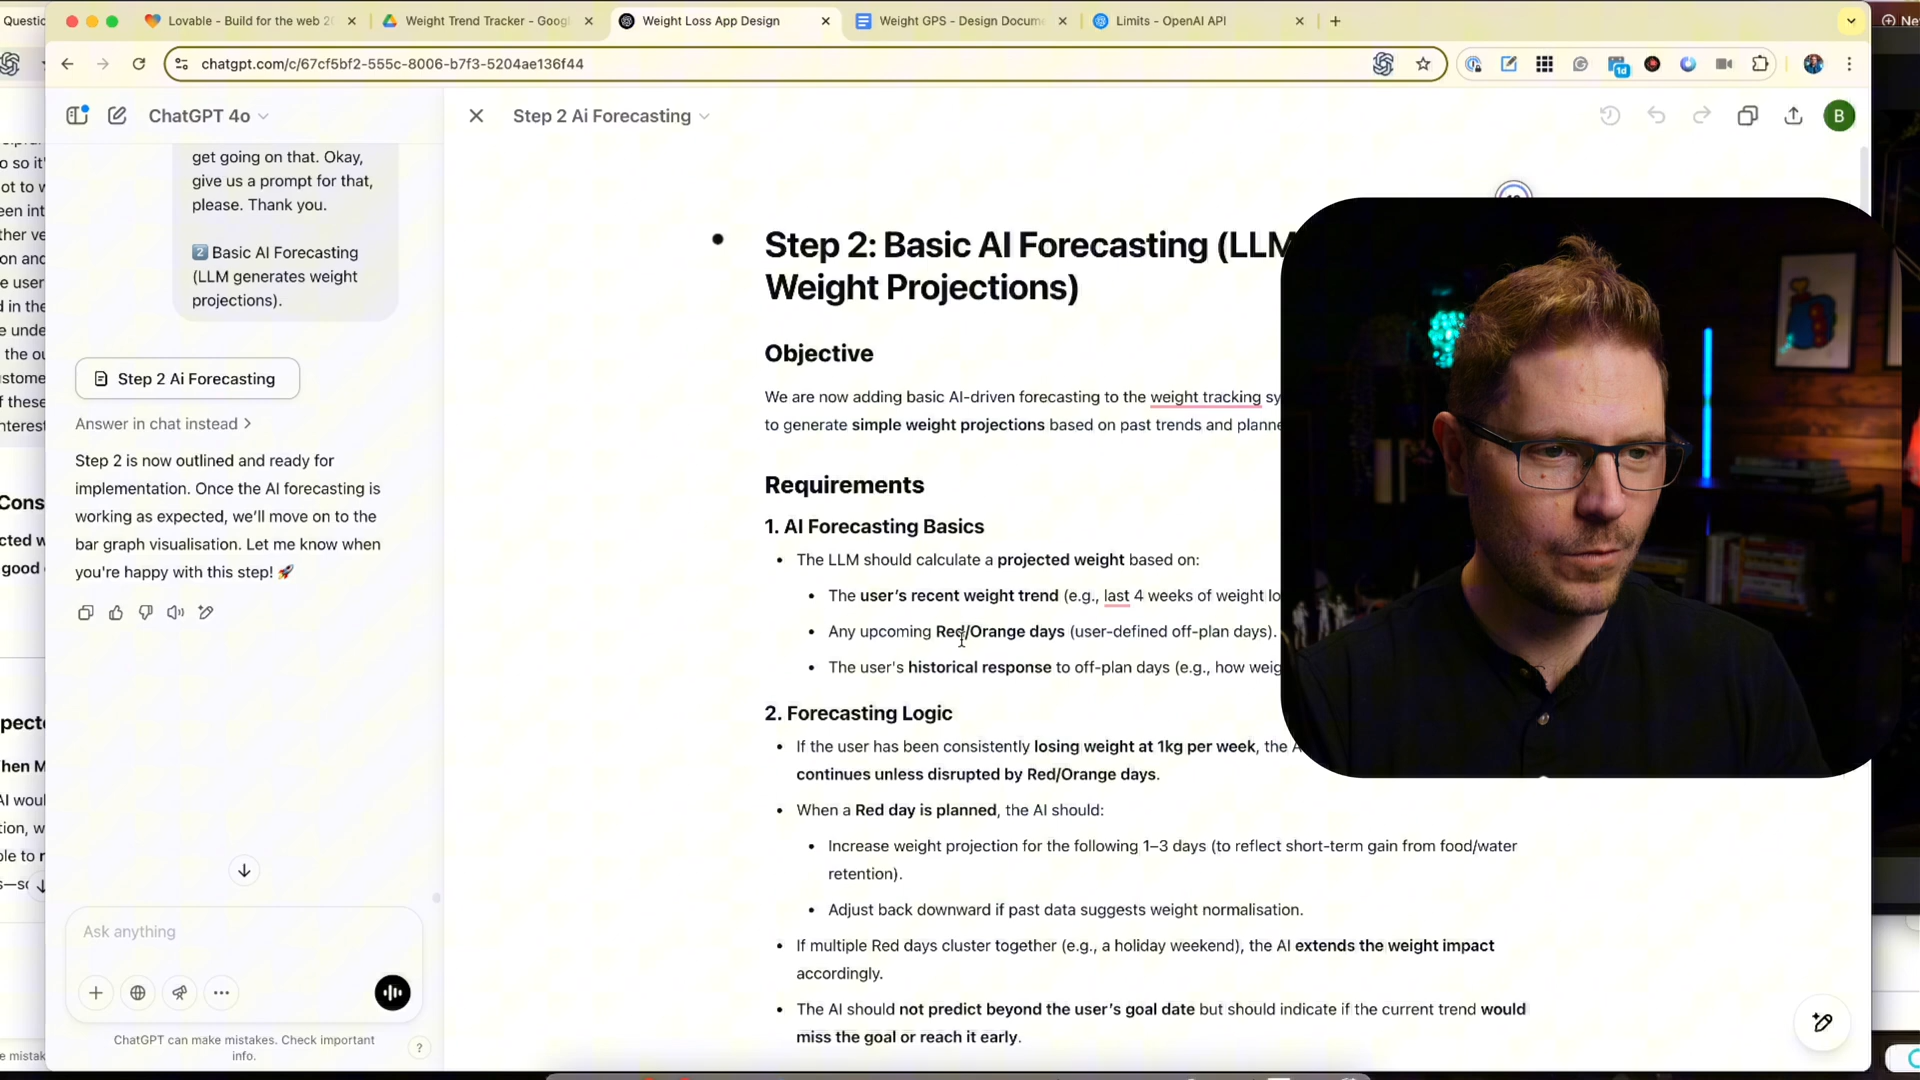 Lovable - Build for the web 20
Weight Trend Tracker - Googl
Weight Loss App Design
Weight GPS - Design Docume
Limits - OpenAI API
chatgpt.com/c/67cf5bf2-555c-8006-b7f3-5204ae136f44
1d
ChatGPT 4o
Step 2 Ai Forecasting
B
get going on that. Okay,
give us a prompt for that,
please. Thank you.
2 Basic AI Forecasting
(LLM generates weight
projections).
Step 2 Ai Forecasting
Answer in chat instead >
Step 2 is now outlined and ready for
implementation. Once the AI forecasting is
working as expected, we'll move on to the
bar graph visualisation. Let me know when
you're happy with this step! 🚀
Ask anything
ChatGPT can make mistakes. Check important
info.
?
Step 2: Basic AI Forecasting (LLM
Weight Projections)
Objective
We are now adding basic AI-driven forecasting to the weight tracking sy
to generate simple weight projections based on past trends and planne
Requirements
1. AI Forecasting Basics
• The LLM should calculate a projected weight based on:
• The user's recent weight trend (e.g., last 4 weeks of weight lo
• Any upcoming Red/Orange days (user-defined off-plan days).
• The user's historical response to off-plan days (e.g., how weig
2. Forecasting Logic
• If the user has been consistently losing weight at 1kg per week, the A
continues unless disrupted by Red/Orange days.
• When a Red day is planned, the AI should:
• Increase weight projection for the following 1–3 days (to reflect short-term gain from food/water
retention).
• Adjust back downward if past data suggests weight normalisation.
• If multiple Red days cluster together (e.g., a holiday weekend), the AI extends the weight impact
accordingly.
• The AI should not predict beyond the user's goal date but should indicate if the current trend would
miss the goal or reach it early.